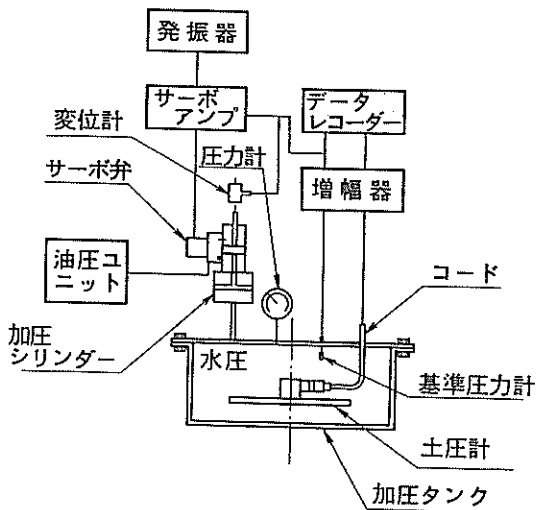 発振器
サーボ
アンプ
データ
レコーダー
変位計
圧力計
サーボ弁
増幅器
油圧ユ
ニット
コード
加圧
シリンダー
水圧
基準圧力計
土圧計
加圧タンク